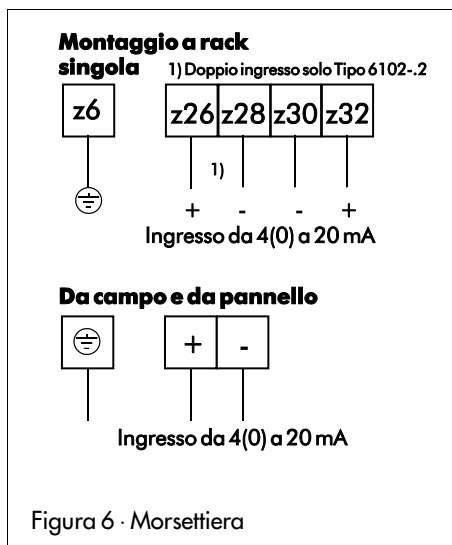 Montaggio a rack
singola 1) Doppio ingresso solo Tipo 6102-.2
z6 z26 z28 z30 z32
1)
+ - - +
Ingresso da 4(0) a 20 mA
Da campo e da pannello
+ -
Ingresso da 4(0) a 20 mA
Figura 6 · Morsettiera